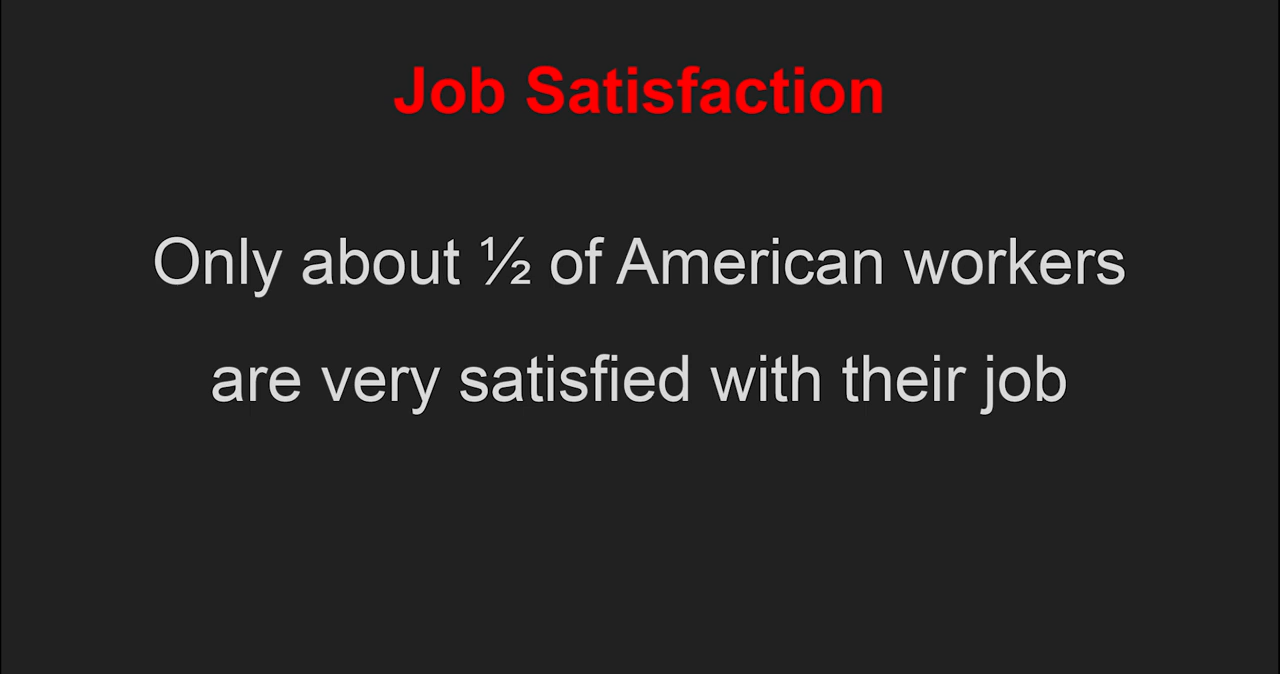 Job Satisfaction
Only about ½ of American workers
are very satisfied with their job